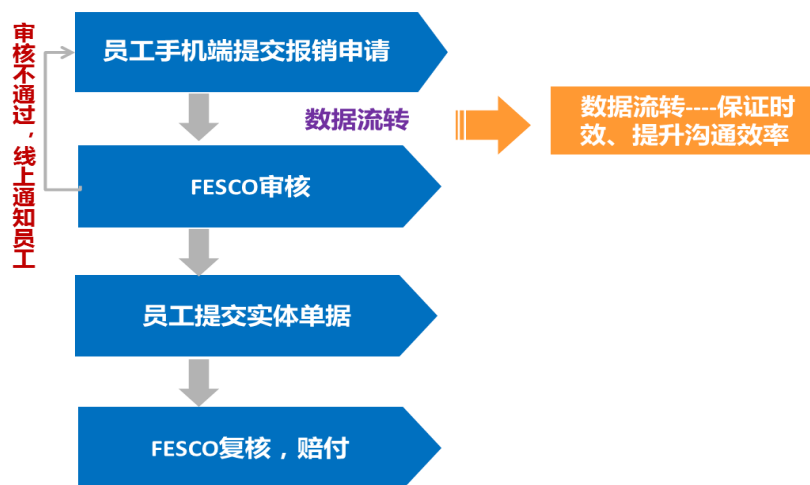 审核不通过，线上通知员工
员工手机端提交报销申请
数据流转
数据流转----保证时
效、提升沟通效率
FESCO审核
员工提交实体单据
FESCO复核，赔付